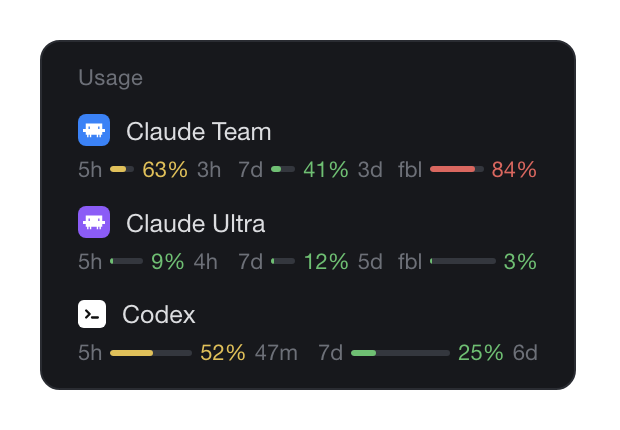 Usage
Claude Team
5h 63% 3h 7d 41% 3d fbl 84%
Claude Ultra
5h 9% 4h 7d 12% 5d fbl 3%
Codex
5h 52% 47m 7d 25% 6d